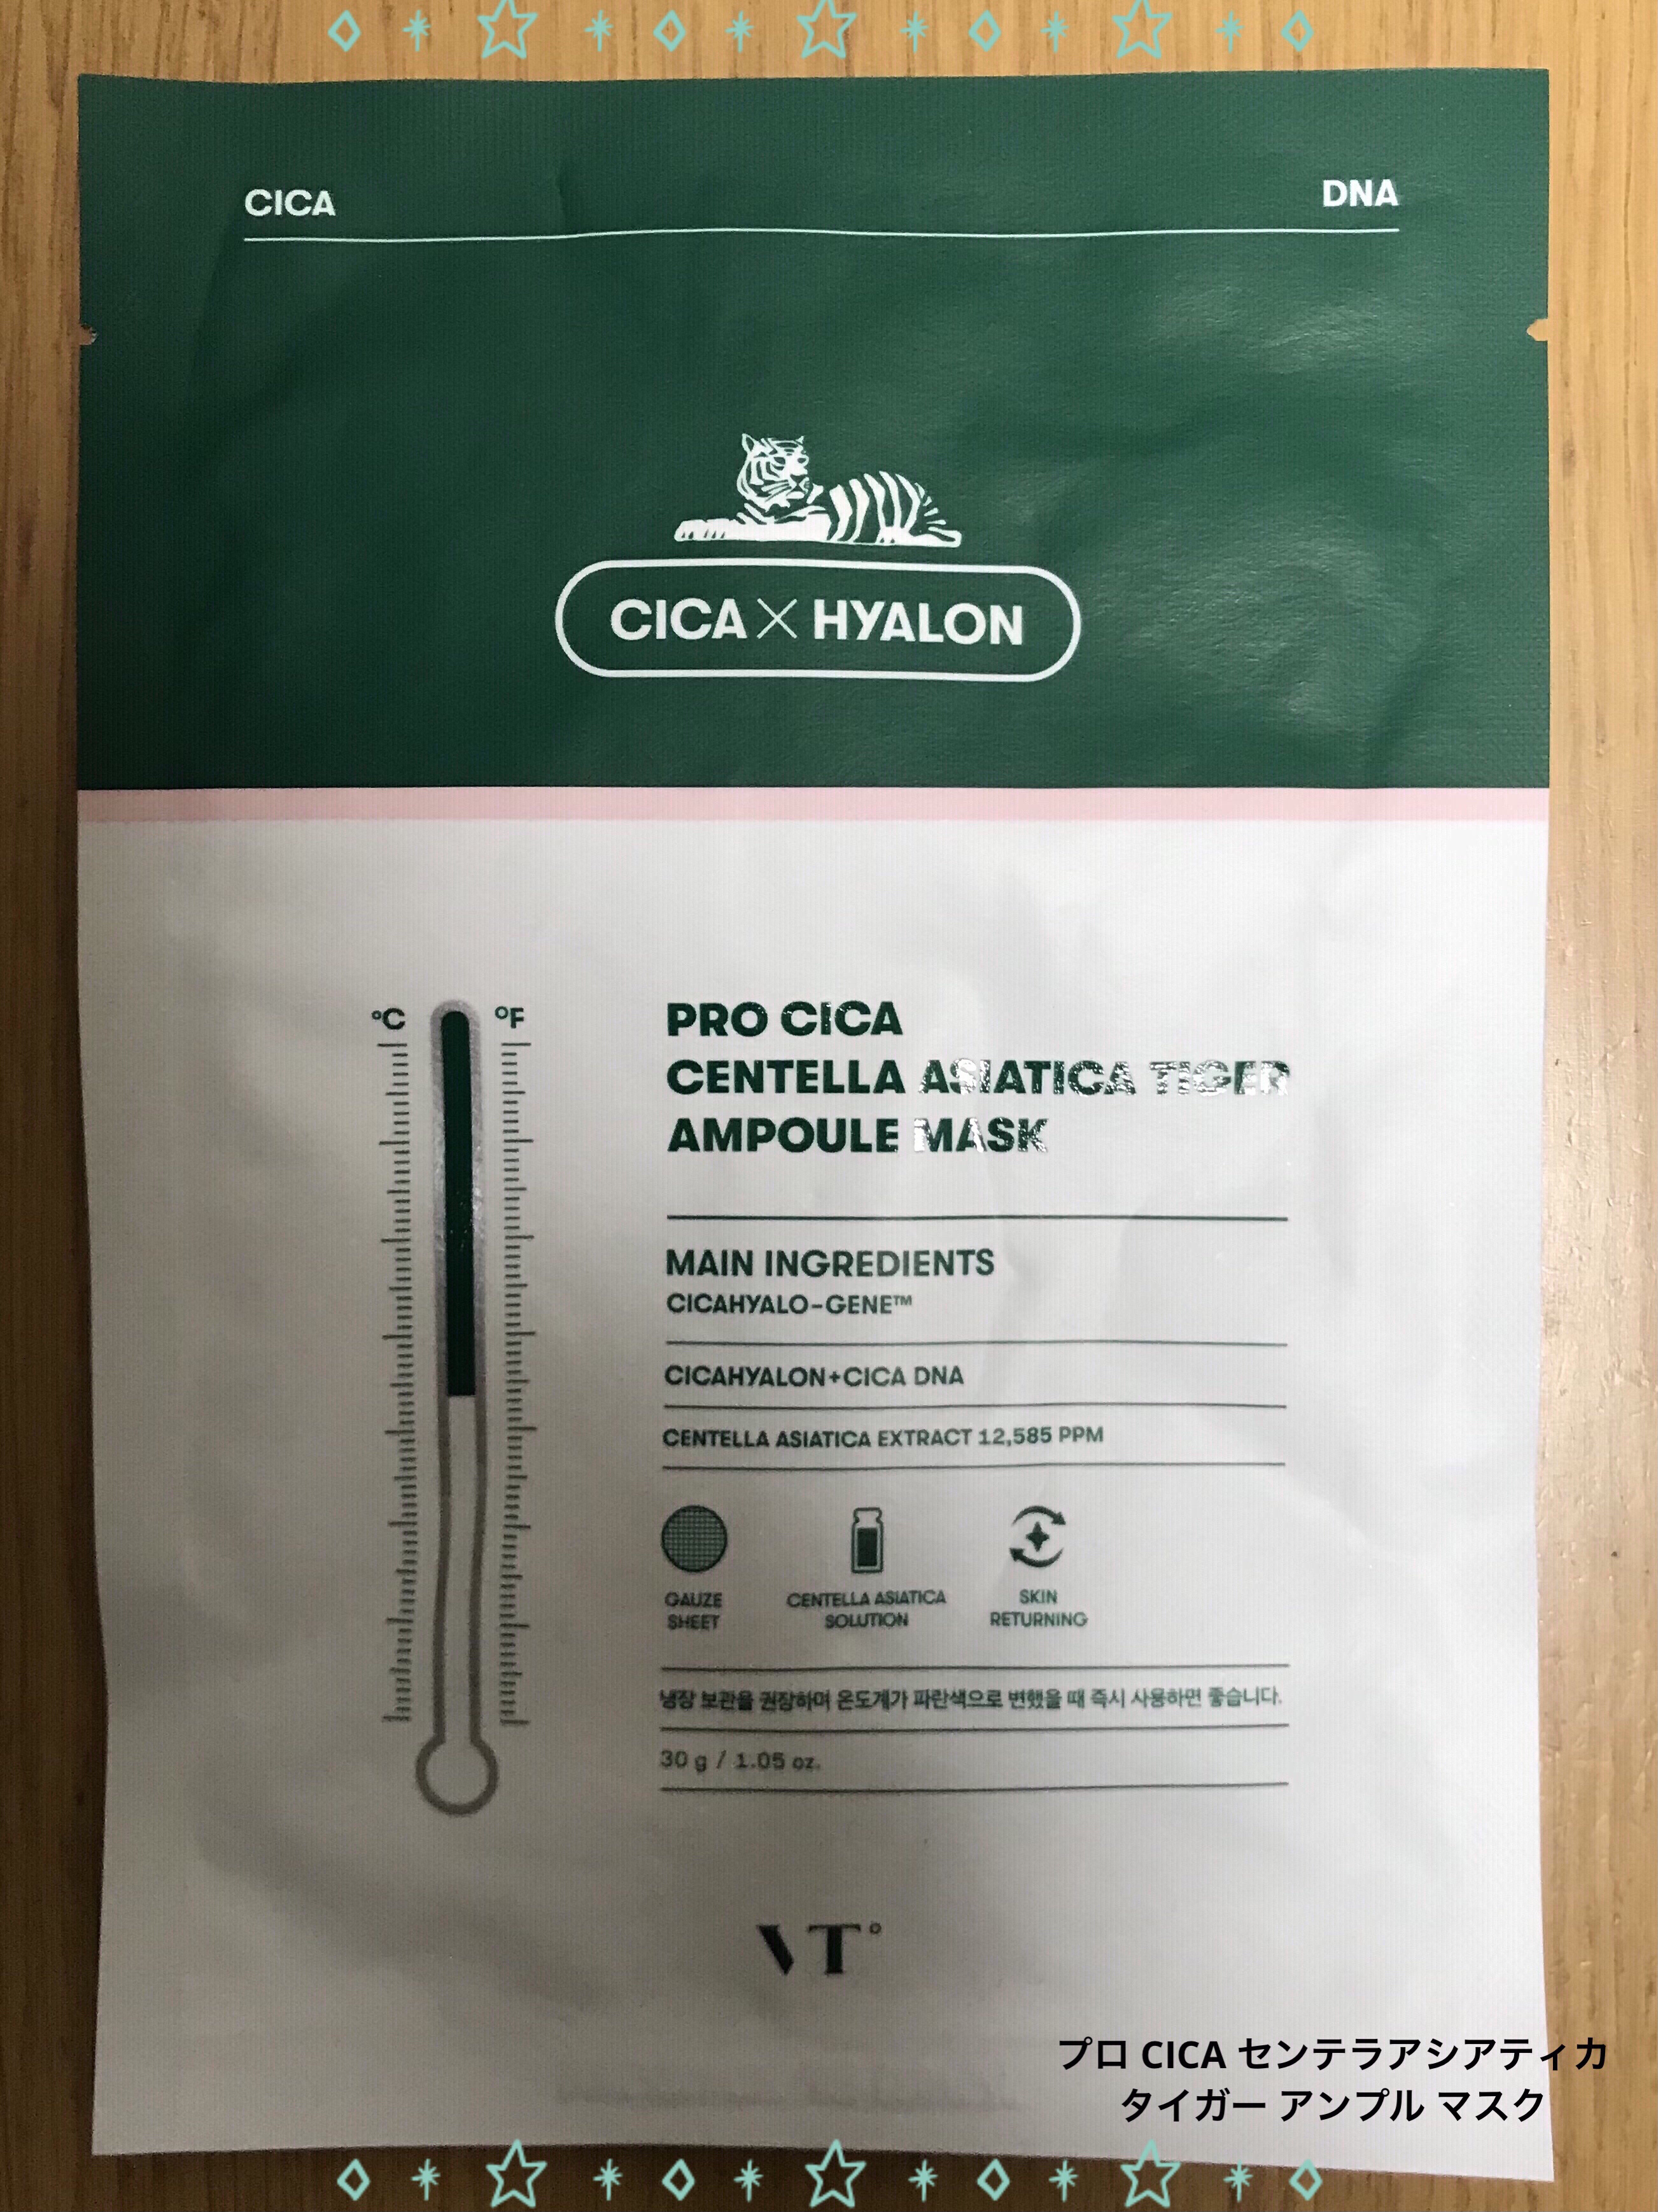 CICA
DNA
CICA × HYALON
PRO CICA
CENTELLA ASIATICA TIGER
AMPOULE MASK
MAIN INGREDIENTS
CICAHYALO-GENE™
CICAHYALON+CICA DNA
CENTELLA ASIATICA EXTRACT 12,585 PPM
°C
°F
GAUZE
SHEET
CENTELLA ASIATICA
SOLUTION
SKIN
RETURNING
냉장 보관을 권장하며 온도계가 파란색으로 변했을 때 즉시 사용하면 좋습니다.
30 g / 1.05 oz.
VT°
プロ CICA センテラアシアティカ
タイガー アンプル マスク